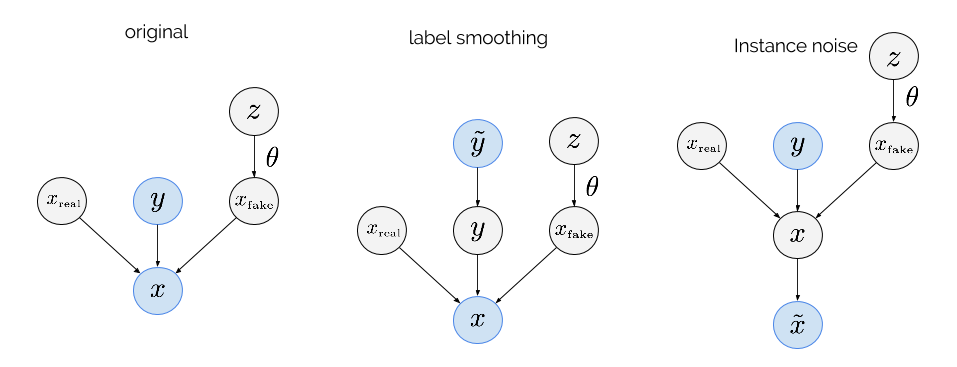 original
z
θ
x_real
y
x_fake
x
label smoothing
ỹ
z
θ
x_real
y
x_fake
x
Instance noise
z
θ
x_real
y
x_fake
x
x̃